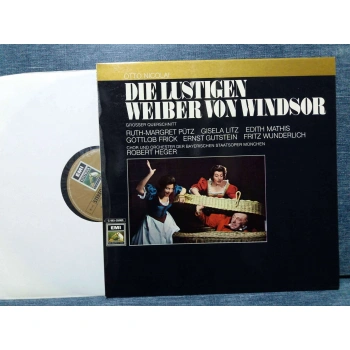 OTTO NICOLAI
DIE LUSTIGEN
WEIBER VON WINDSOR
GROSSER QUERSCHNITT
RUTH-MARGRET PÜTZ GISELA LITZ EDITH MATHIS
GOTTLOB FRICK ERNST GUTSTEIN FRITZ WUNDERLICH
CHOR UND ORCHESTER DER BAYERISCHEN STAATSOPER MÜNCHEN
ROBERT HEGER
EMI
EMI